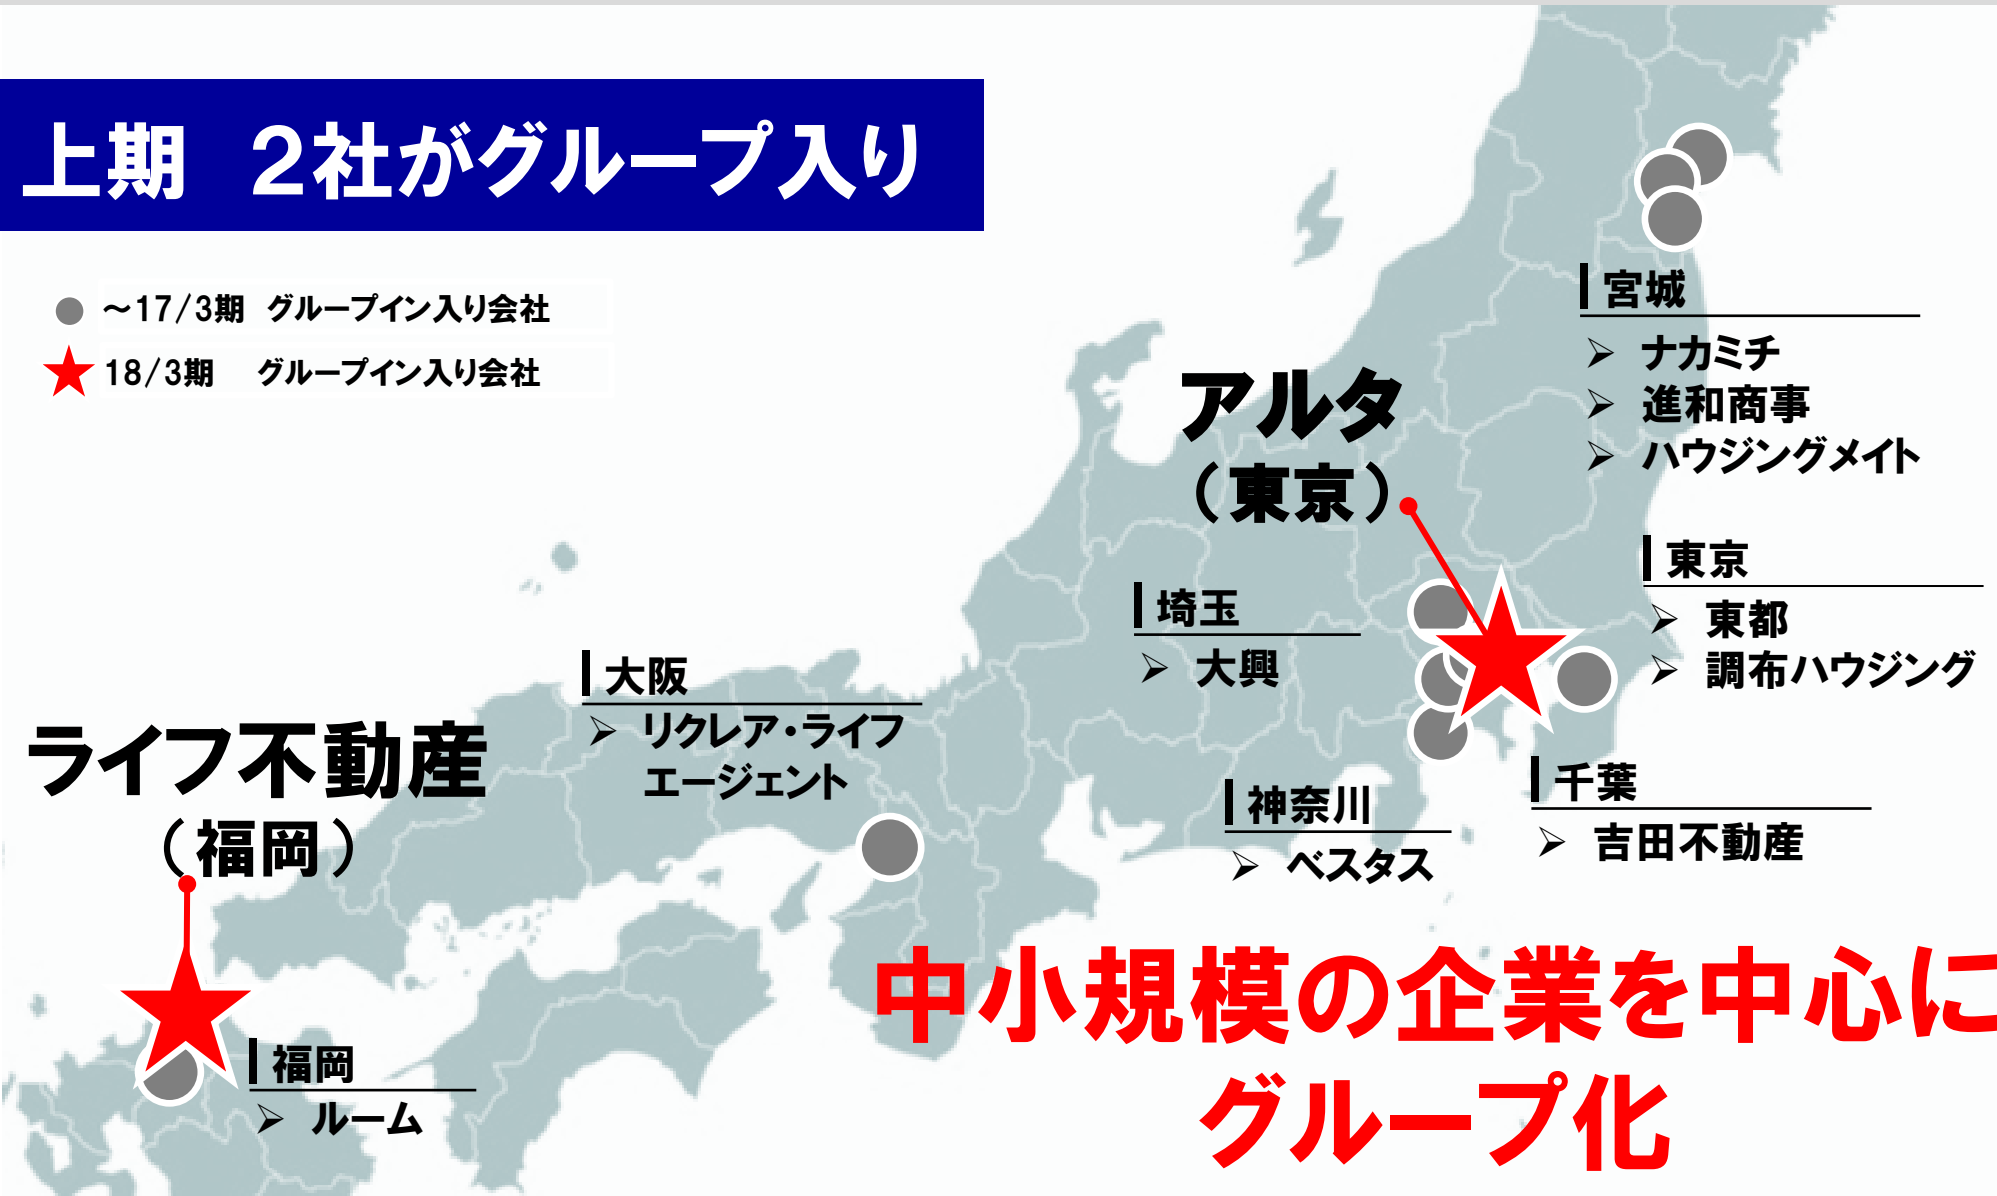 上期　２社がグループ入り
～17/3期　グループイン入り会社
18/3期　グループイン入り会社
宮城
➢ ナカミチ
➢ 進和商事
➢ ハウジングメイト
アルタ
（東京）
東京
➢ 東都
➢ 調布ハウジング
埼玉
➢ 大興
大阪
➢ リクレア・ライフ
エージェント
ライフ不動産
（福岡）
神奈川
➢ ベスタス
千葉
➢ 吉田不動産
福岡
➢ ルーム
中小規模の企業を中心に
グループ化